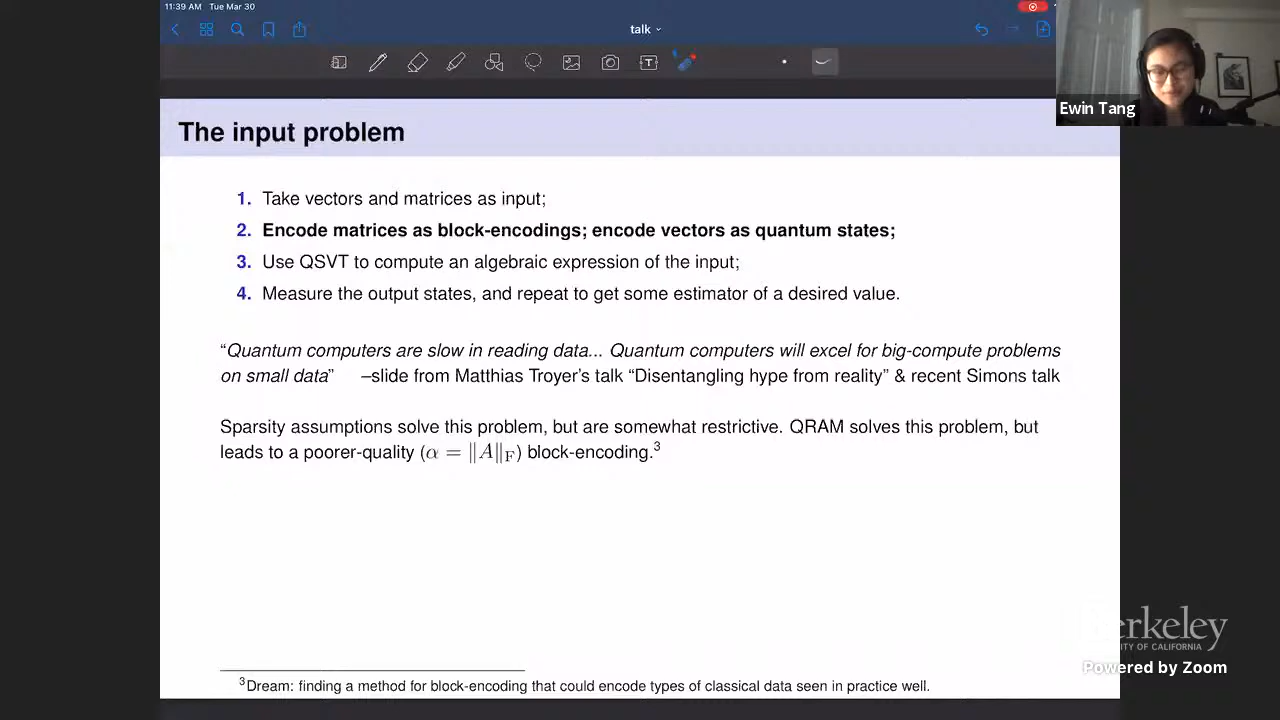 11:39 AM Tue Mar 30
talk
T
Ewin Tang
The input problem
1. Take vectors and matrices as input;
2. Encode matrices as block-encodings; encode vectors as quantum states;
3. Use QSVT to compute an algebraic expression of the input;
4. Measure the output states, and repeat to get some estimator of a desired value.
“Quantum computers are slow in reading data... Quantum computers will excel for big-compute problems
on small data” –slide from Matthias Troyer’s talk “Disentangling hype from reality” & recent Simons talk
Sparsity assumptions solve this problem, but are somewhat restrictive. QRAM solves this problem, but
leads to a poorer-quality (α = ‖A‖F) block-encoding.3
3Dream: finding a method for block-encoding that could encode types of classical data seen in practice well.
Berkeley
OF CALIFORNIA
Powered by Zoom